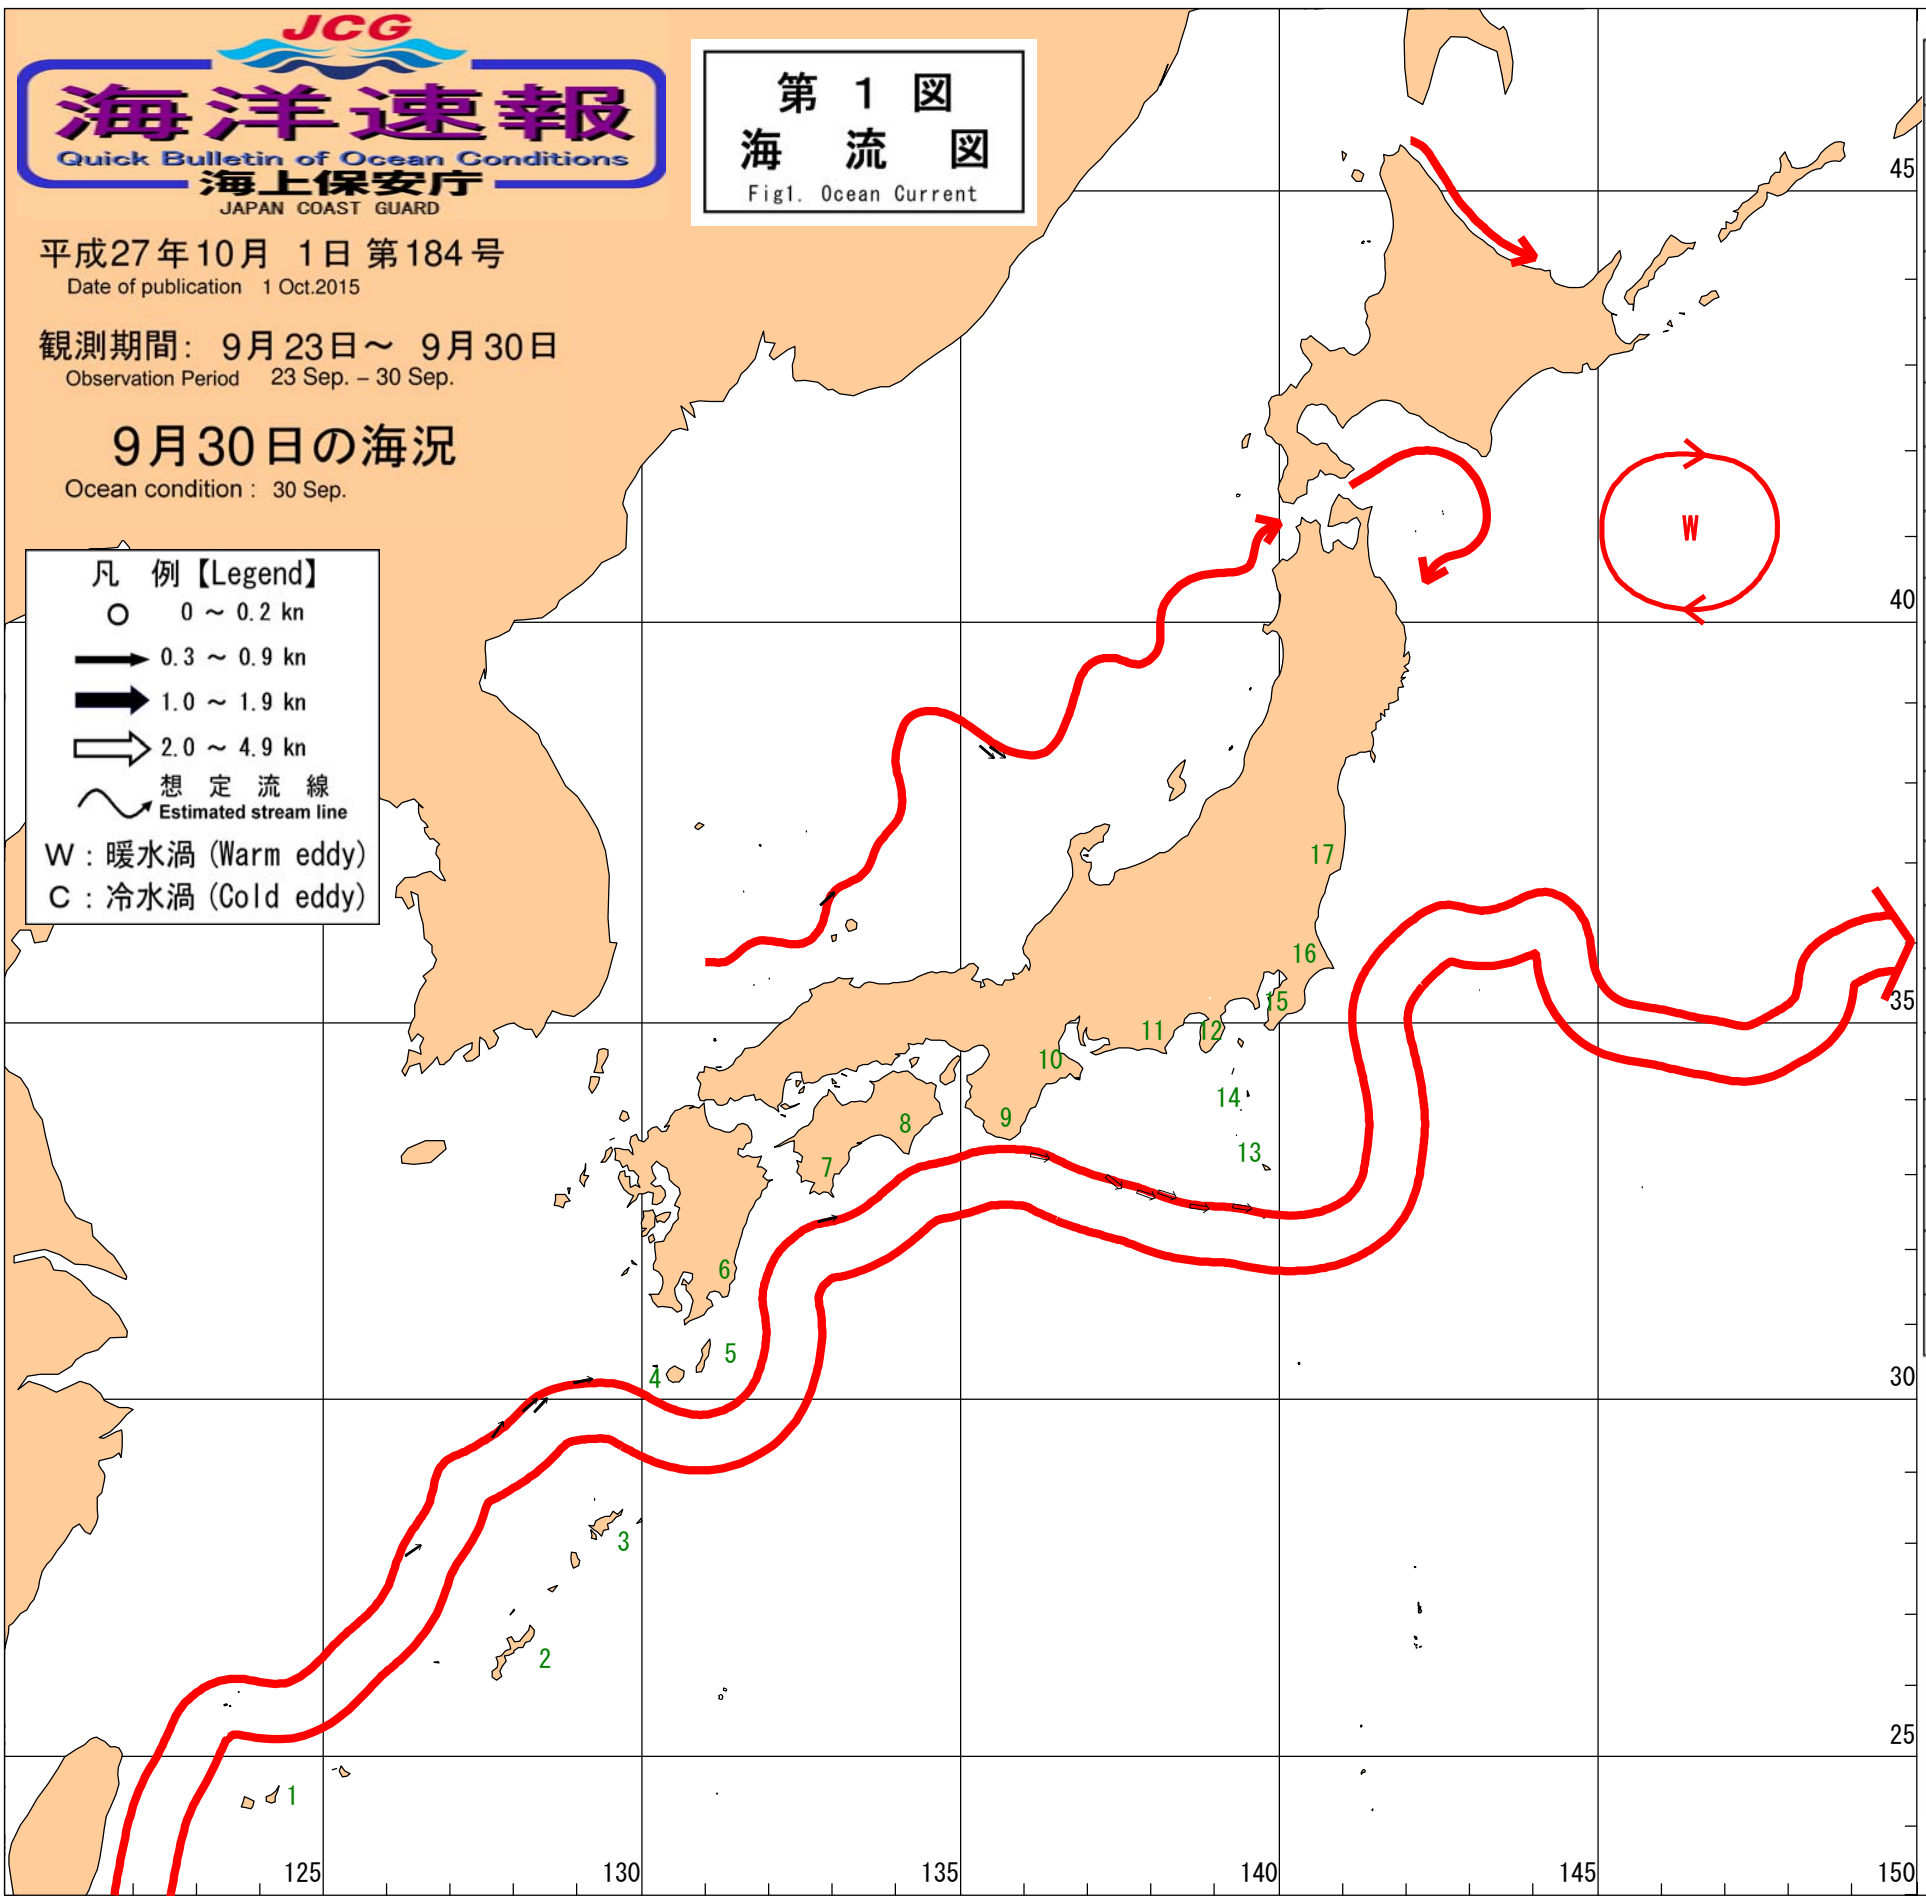 JCG
海洋速報
Quick Bulletin of Ocean Conditions
海上保安庁
JAPAN COAST GUARD
第 1 図
海 流 図
Fig1. Ocean Current
平成27年10月 1日 第184号
Date of publication 1 Oct.2015
観測期間： 9月23日～ 9月30日
Observation Period 23 Sep. – 30 Sep.
9月30日の海況
Ocean condition : 30 Sep.
凡 例【Legend】
0 ～ 0.2 kn
0.3 ～ 0.9 kn
1.0 ～ 1.9 kn
2.0 ～ 4.9 kn
想 定 流 線
Estimated stream line
W : 暖水渦 (Warm eddy)
C : 冷水渦 (Cold eddy)
W
45
40
35
30
25
17
16
15
12
11
10
14
9
8
13
7
6
5
4
3
2
1
125
130
135
140
145
150